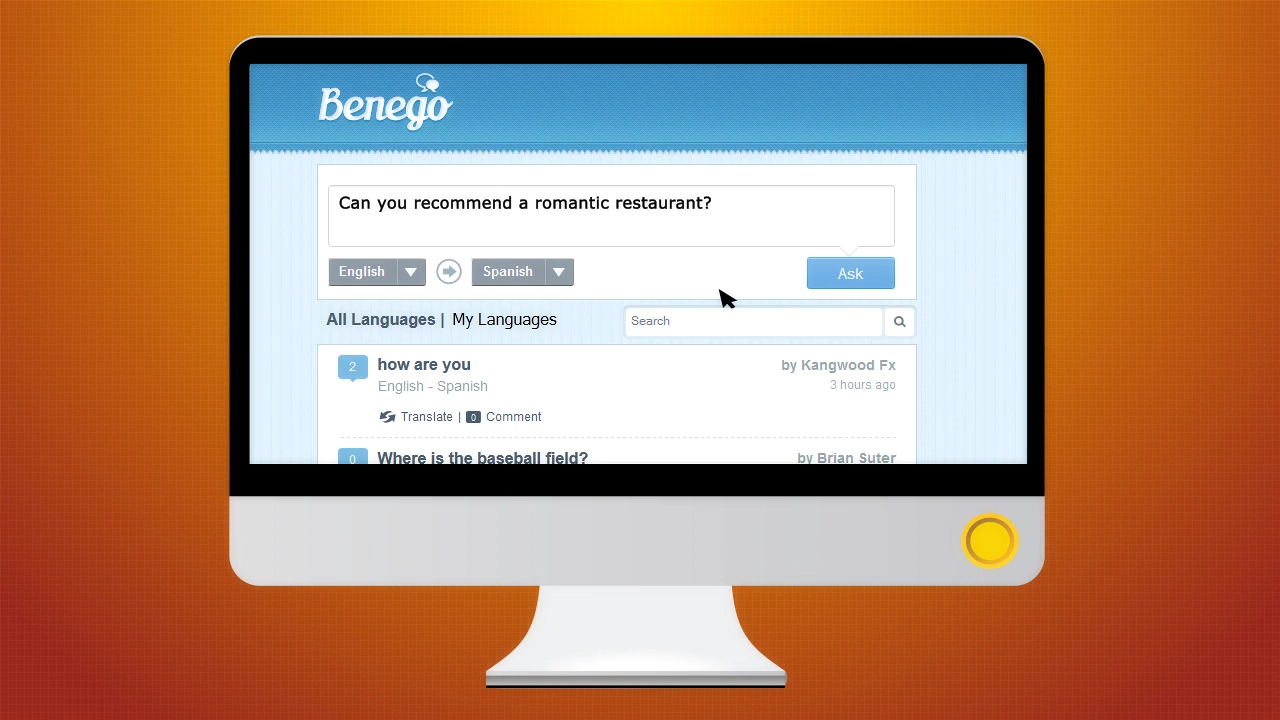 Benego
Can you recommend a romantic restaurant?
English
Spanish
Ask
All Languages | My Languages
Search
2
how are you
by Kangwood Fx
English - Spanish
3 hours ago
Translate | 0 Comment
0
Where is the baseball field?
by Brian Suter